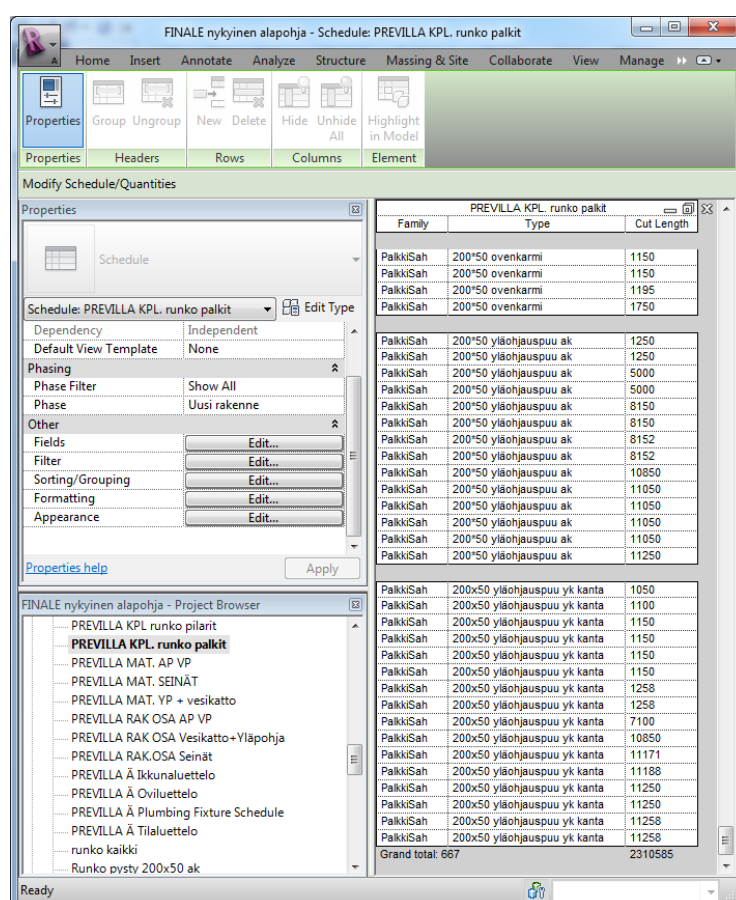 FINALE nykyinen alapohja - Schedule: PREVILLA KPL. runko palkit
Home Insert Annotate Analyze Structure Massing & Site Collaborate View Manage
Properties Group Ungroup New Delete Hide Unhide All Highlight in Model
Properties Headers Rows Columns Element
Modify Schedule/Quantities
Properties
Schedule
Schedule: PREVILLA KPL. runko palkit Edit Type
Dependency Independent
Default View Template None
Phasing
Phase Filter Show All
Phase Uusi rakenne
Other
Fields Edit...
Filter Edit...
Sorting/Grouping Edit...
Formatting Edit...
Appearance Edit...
Properties help Apply
FINALE nykyinen alapohja - Project Browser
PREVILLA KPL runko pilarit
PREVILLA KPL. runko palkit
PREVILLA MAT. AP VP
PREVILLA MAT. SEINÄT
PREVILLA MAT. YP + vesikatto
PREVILLA RAK OSA AP VP
PREVILLA RAK OSA Vesikatto+Yläpohja
PREVILLA RAK.OSA Seinät
PREVILLA Ä Ikkunaluettelo
PREVILLA Ä Oviluettelo
PREVILLA Ä Plumbing Fixture Schedule
PREVILLA Ä Tilaluettelo
runko kaikki
Runko pysty 200x50 ak
PREVILLA KPL. runko palkit
Family Type Cut Length
PalkkiSah 200*50 ovenkarmi 1150
PalkkiSah 200*50 ovenkarmi 1150
PalkkiSah 200*50 ovenkarmi 1195
PalkkiSah 200*50 ovenkarmi 1750
PalkkiSah 200*50 yläohjauspuu ak 1250
PalkkiSah 200*50 yläohjauspuu ak 1250
PalkkiSah 200*50 yläohjauspuu ak 5000
PalkkiSah 200*50 yläohjauspuu ak 5000
PalkkiSah 200*50 yläohjauspuu ak 8150
PalkkiSah 200*50 yläohjauspuu ak 8150
PalkkiSah 200*50 yläohjauspuu ak 8152
PalkkiSah 200*50 yläohjauspuu ak 8152
PalkkiSah 200*50 yläohjauspuu ak 10850
PalkkiSah 200*50 yläohjauspuu ak 11050
PalkkiSah 200*50 yläohjauspuu ak 11050
PalkkiSah 200*50 yläohjauspuu ak 11050
PalkkiSah 200*50 yläohjauspuu ak 11050
PalkkiSah 200*50 yläohjauspuu ak 11250
PalkkiSah 200x50 yläohjauspuu yk kanta 1050
PalkkiSah 200x50 yläohjauspuu yk kanta 1100
PalkkiSah 200x50 yläohjauspuu yk kanta 1150
PalkkiSah 200x50 yläohjauspuu yk kanta 1150
PalkkiSah 200x50 yläohjauspuu yk kanta 1150
PalkkiSah 200x50 yläohjauspuu yk kanta 1150
PalkkiSah 200x50 yläohjauspuu yk kanta 1258
PalkkiSah 200x50 yläohjauspuu yk kanta 1258
PalkkiSah 200x50 yläohjauspuu yk kanta 7100
PalkkiSah 200x50 yläohjauspuu yk kanta 10850
PalkkiSah 200x50 yläohjauspuu yk kanta 11171
PalkkiSah 200x50 yläohjauspuu yk kanta 11188
PalkkiSah 200x50 yläohjauspuu yk kanta 11250
PalkkiSah 200x50 yläohjauspuu yk kanta 11250
PalkkiSah 200x50 yläohjauspuu yk kanta 11258
PalkkiSah 200x50 yläohjauspuu yk kanta 11258
Grand total: 667 2310585
Ready